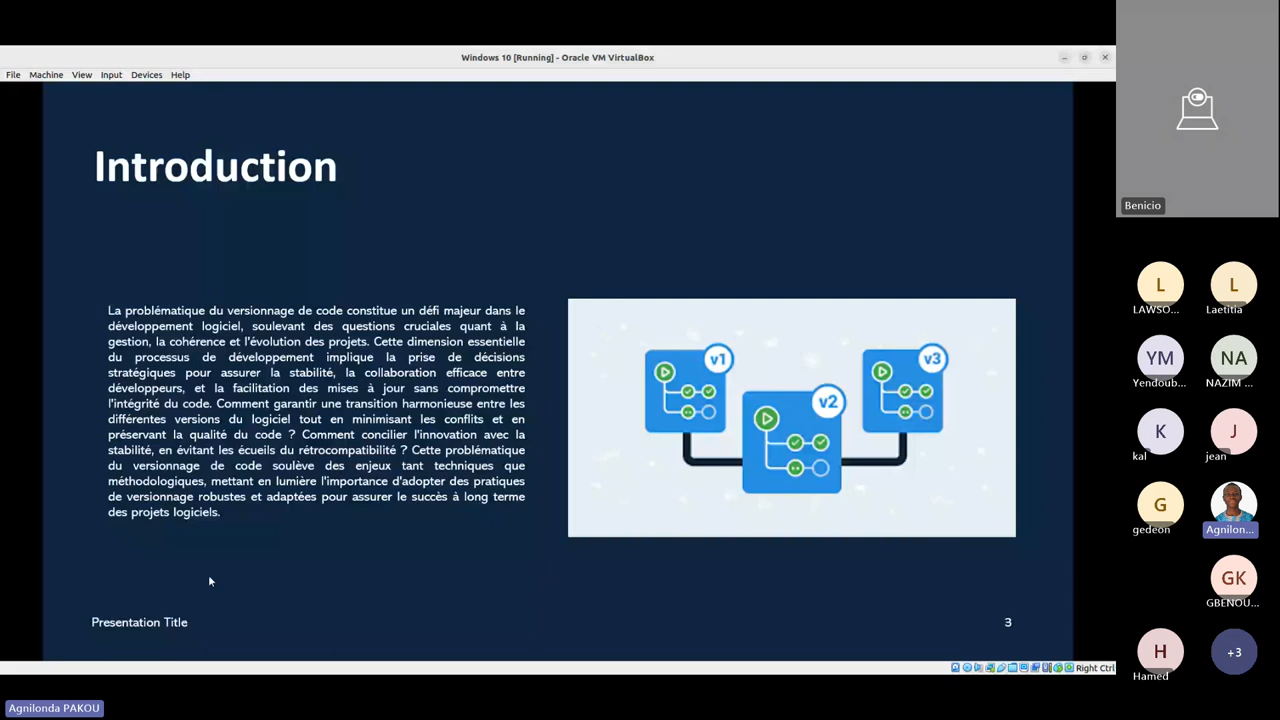 Windows 10 [Running] - Oracle VM VirtualBox
File Machine View Input Devices Help
Introduction
La problématique du versionnage de code constitue un défi majeur dans le
développement logiciel, soulevant des questions cruciales quant à la
gestion, la cohérence et l'évolution des projets. Cette dimension essentielle
du processus de développement implique la prise de décisions
stratégiques pour assurer la stabilité, la collaboration efficace entre
développeurs, et la facilitation des mises à jour sans compromettre
l'intégrité du code. Comment garantir une transition harmonieuse entre les
différentes versions du logiciel tout en minimisant les conflits et en
préservant la qualité du code ? Comment concilier l'innovation avec la
stabilité, en évitant les écueils du rétrocompatibilité ? Cette problématique
du versionnage de code soulève des enjeux tant techniques que
méthodologiques, mettant en lumière l'importance d'adopter des pratiques
de versionnage robustes et adaptées pour assurer le succès à long terme
des projets logiciels.
v1
v2
v3
Presentation Title
3
Right Ctrl
Agnilonda PAKOU
Benicio
L
LAWSO...
L
Laetitia
YM
Yendoub...
NA
NAZIM ...
K
kal
J
jean
G
gedeon
Agnilon...
GK
GBENOU...
H
Hamed
+3